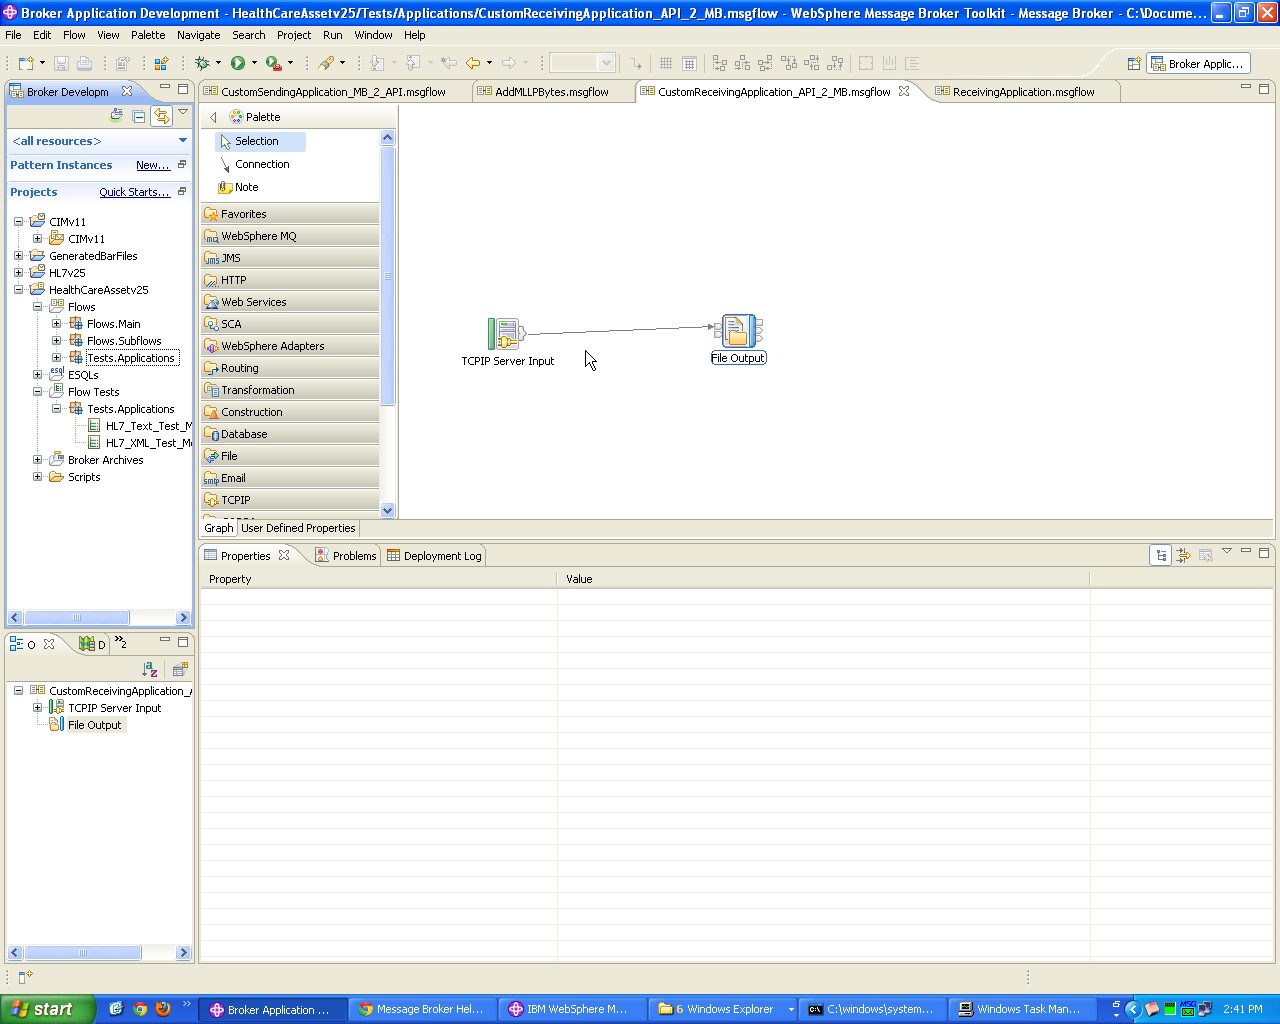 Broker Application Development - HealthCareAssetv25/Tests/Applications/CustomReceivingApplication_API_2_MB.msgflow - WebSphere Message Broker Toolkit - Message Broker - C:\Docume...
File Edit Flow View Palette Navigate Search Project Run Window Help
Broker Applic...
Broker Developm
CustomSendingApplication_MB_2_API.msgflow
AddMLLPBytes.msgflow
CustomReceivingApplication_API_2_MB.msgflow
ReceivingApplication.msgflow
<all resources>
Pattern Instances New...
Projects Quick Starts...
CIMv11
CIMv11
GeneratedBarFiles
HL7v25
HealthCareAssetv25
Flows
Flows.Main
Flows.Subflows
Tests.Applications
esql ESQLs
Flow Tests
Tests.Applications
HL7_Text_Test_M
HL7_XML_Test_M
Broker Archives
Scripts
Palette
Selection
Connection
Note
Favorites
WebSphere MQ
JMS
HTTP
Web Services
SCA
WebSphere Adapters
Routing
Transformation
Construction
Database
File
Email
TCPIP
TCPIP Server Input
File Output
Graph User Defined Properties
Properties Problems Deployment Log
Property Value
O D »2
CustomReceivingApplication_A
TCPIP Server Input
File Output
start
Broker Application ...
Message Broker Hel...
IBM WebSphere M...
6 Windows Explorer
C:\windows\system...
Windows Task Man...
5
MSG
2:41 PM